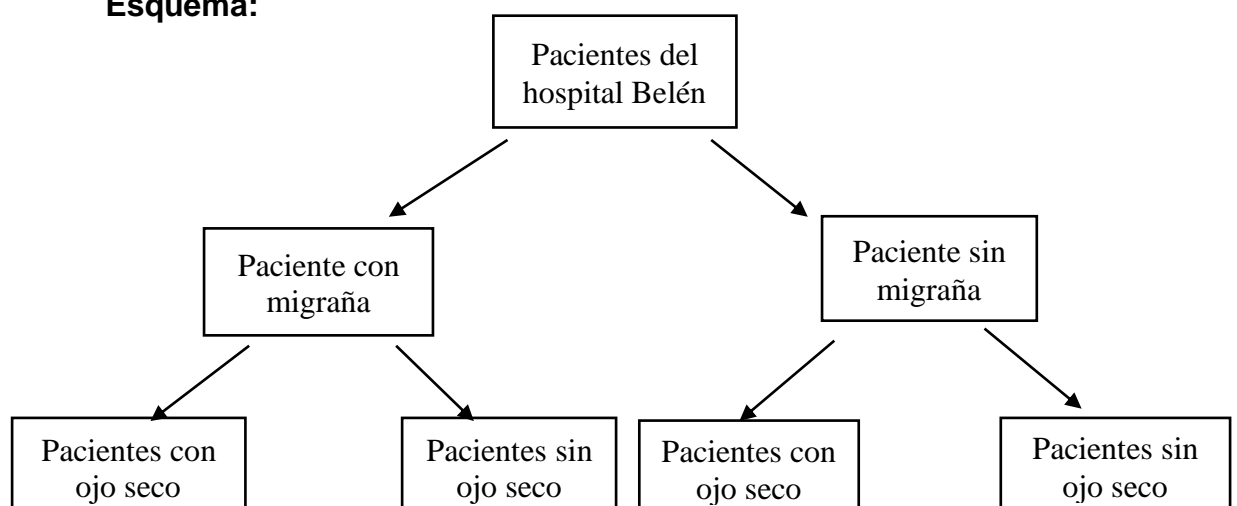 Esquema:
Pacientes del
hospital Belén
Paciente con
migraña
Paciente sin
migraña
Pacientes con
ojo seco
Pacientes sin
ojo seco
Pacientes con
ojo seco
Pacientes sin
ojo seco